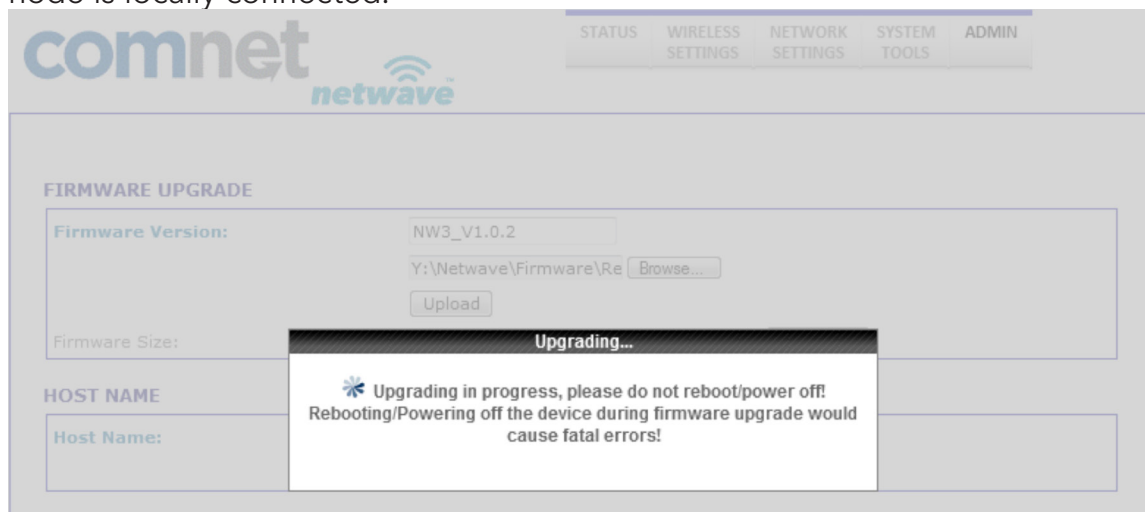 node is locally connected.
comnet
netwave
STATUS WIRELESS SETTINGS NETWORK SETTINGS SYSTEM TOOLS ADMIN
FIRMWARE UPGRADE
Firmware Version: NW3_V1.0.2
Y:\Netwave\Firmware\Re Browse...
Upload
Firmware Size:
Upgrading...
Upgrading in progress, please do not reboot/power off!
Rebooting/Powering off the device during firmware upgrade would
cause fatal errors!
HOST NAME
Host Name: